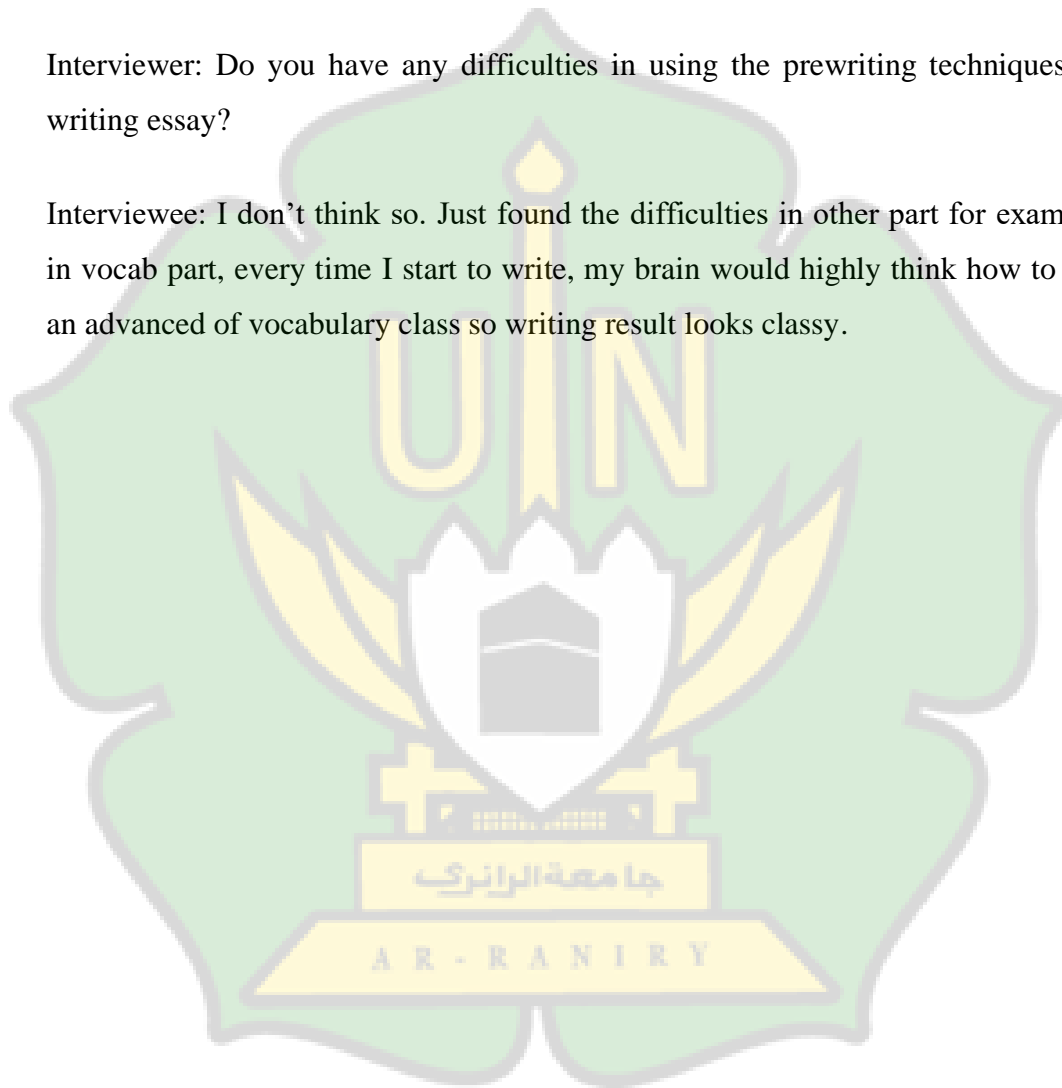 Interviewer: Do you have any difficulties in using the prewriting techniques
writing essay?
Interviewee: I don’t think so. Just found the difficulties in other part for exam
in vocab part, every time I start to write, my brain would highly think how to
an advanced of vocabulary class so writing result looks classy.
UIN
جامعة الرانري
AR-RANIRY